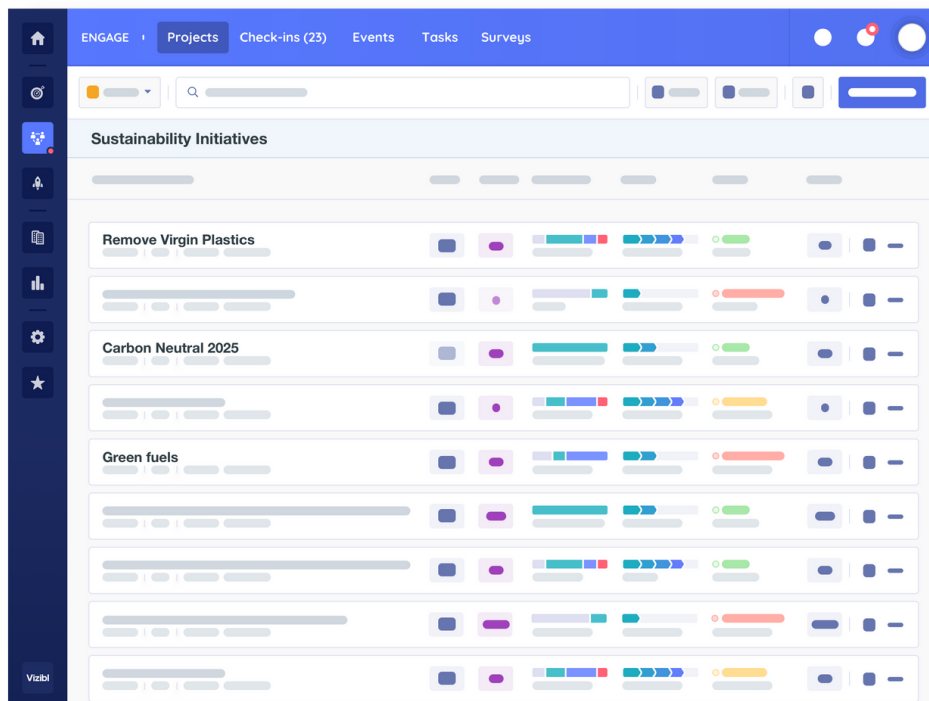 ENGAGE Projects Check-ins (23) Events Tasks Surveys
Sustainability Initiatives
Remove Virgin Plastics
Carbon Neutral 2025
Green fuels
Vizibl